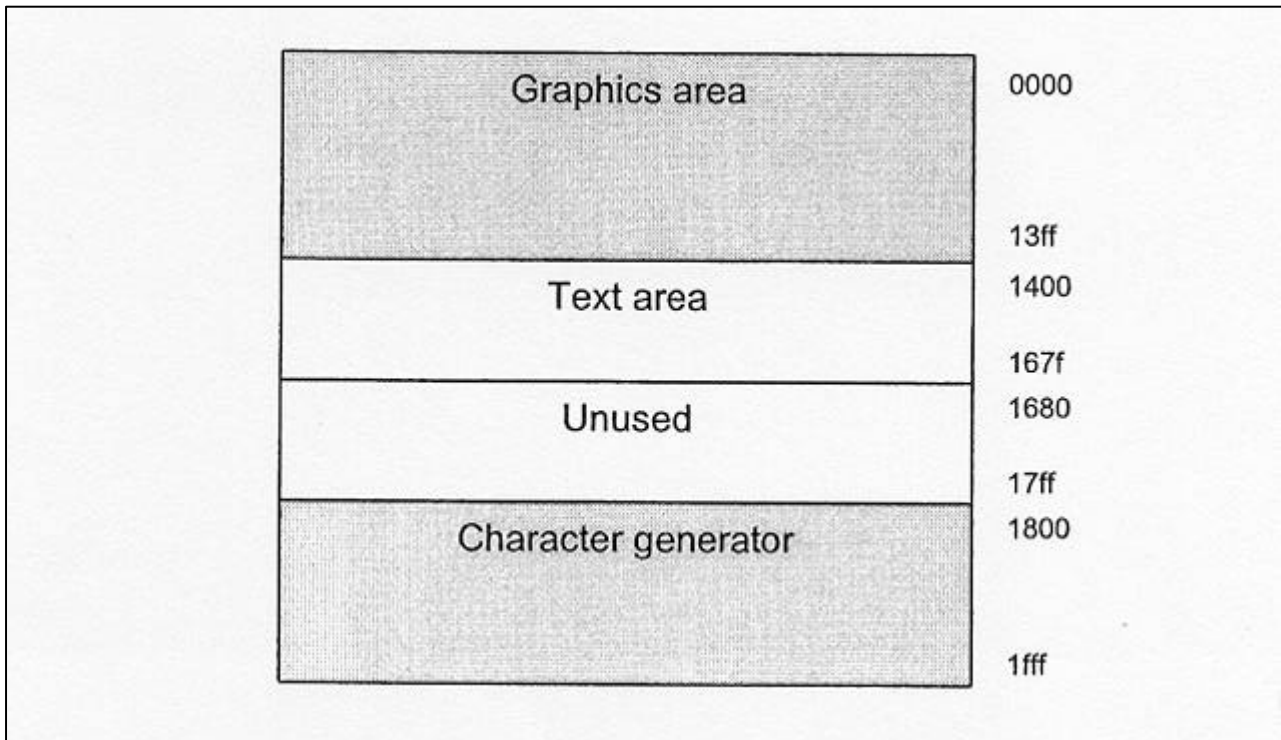 Graphics area
0000
13ff
Text area
1400
167f
Unused
1680
17ff
Character generator
1800
1fff